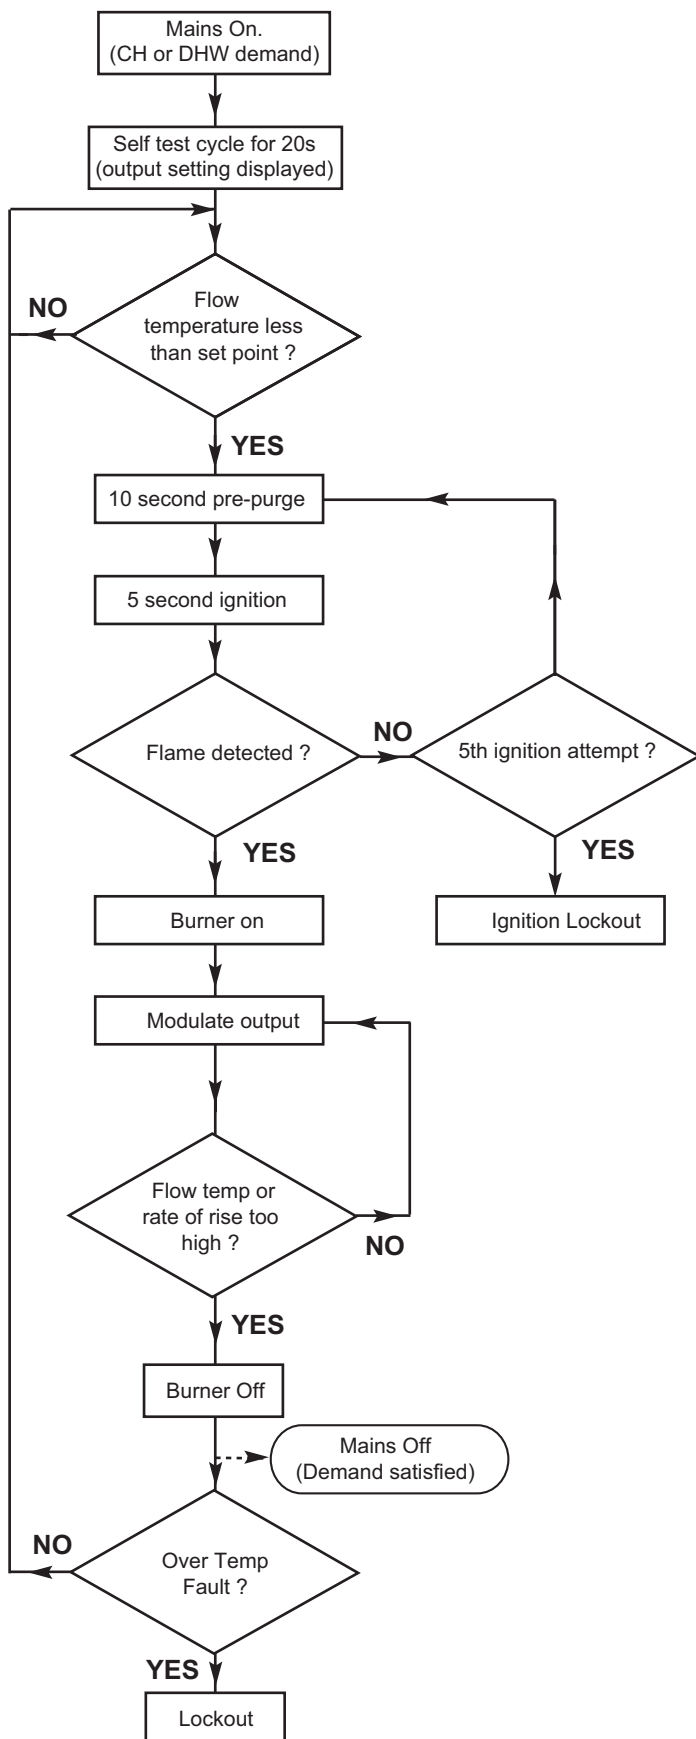 Mains On.
(CH or DHW demand)
Self test cycle for 20s
(output setting displayed)
NO
Flow
temperature less
than set point ?
YES
10 second pre-purge
5 second ignition
Flame detected ?
NO
5th ignition attempt ?
YES
YES
Burner on
Ignition Lockout
Modulate output
Flow temp or
rate of rise too
high ?
NO
YES
Burner Off
Mains Off
(Demand satisfied)
NO
Over Temp
Fault ?
YES
Lockout